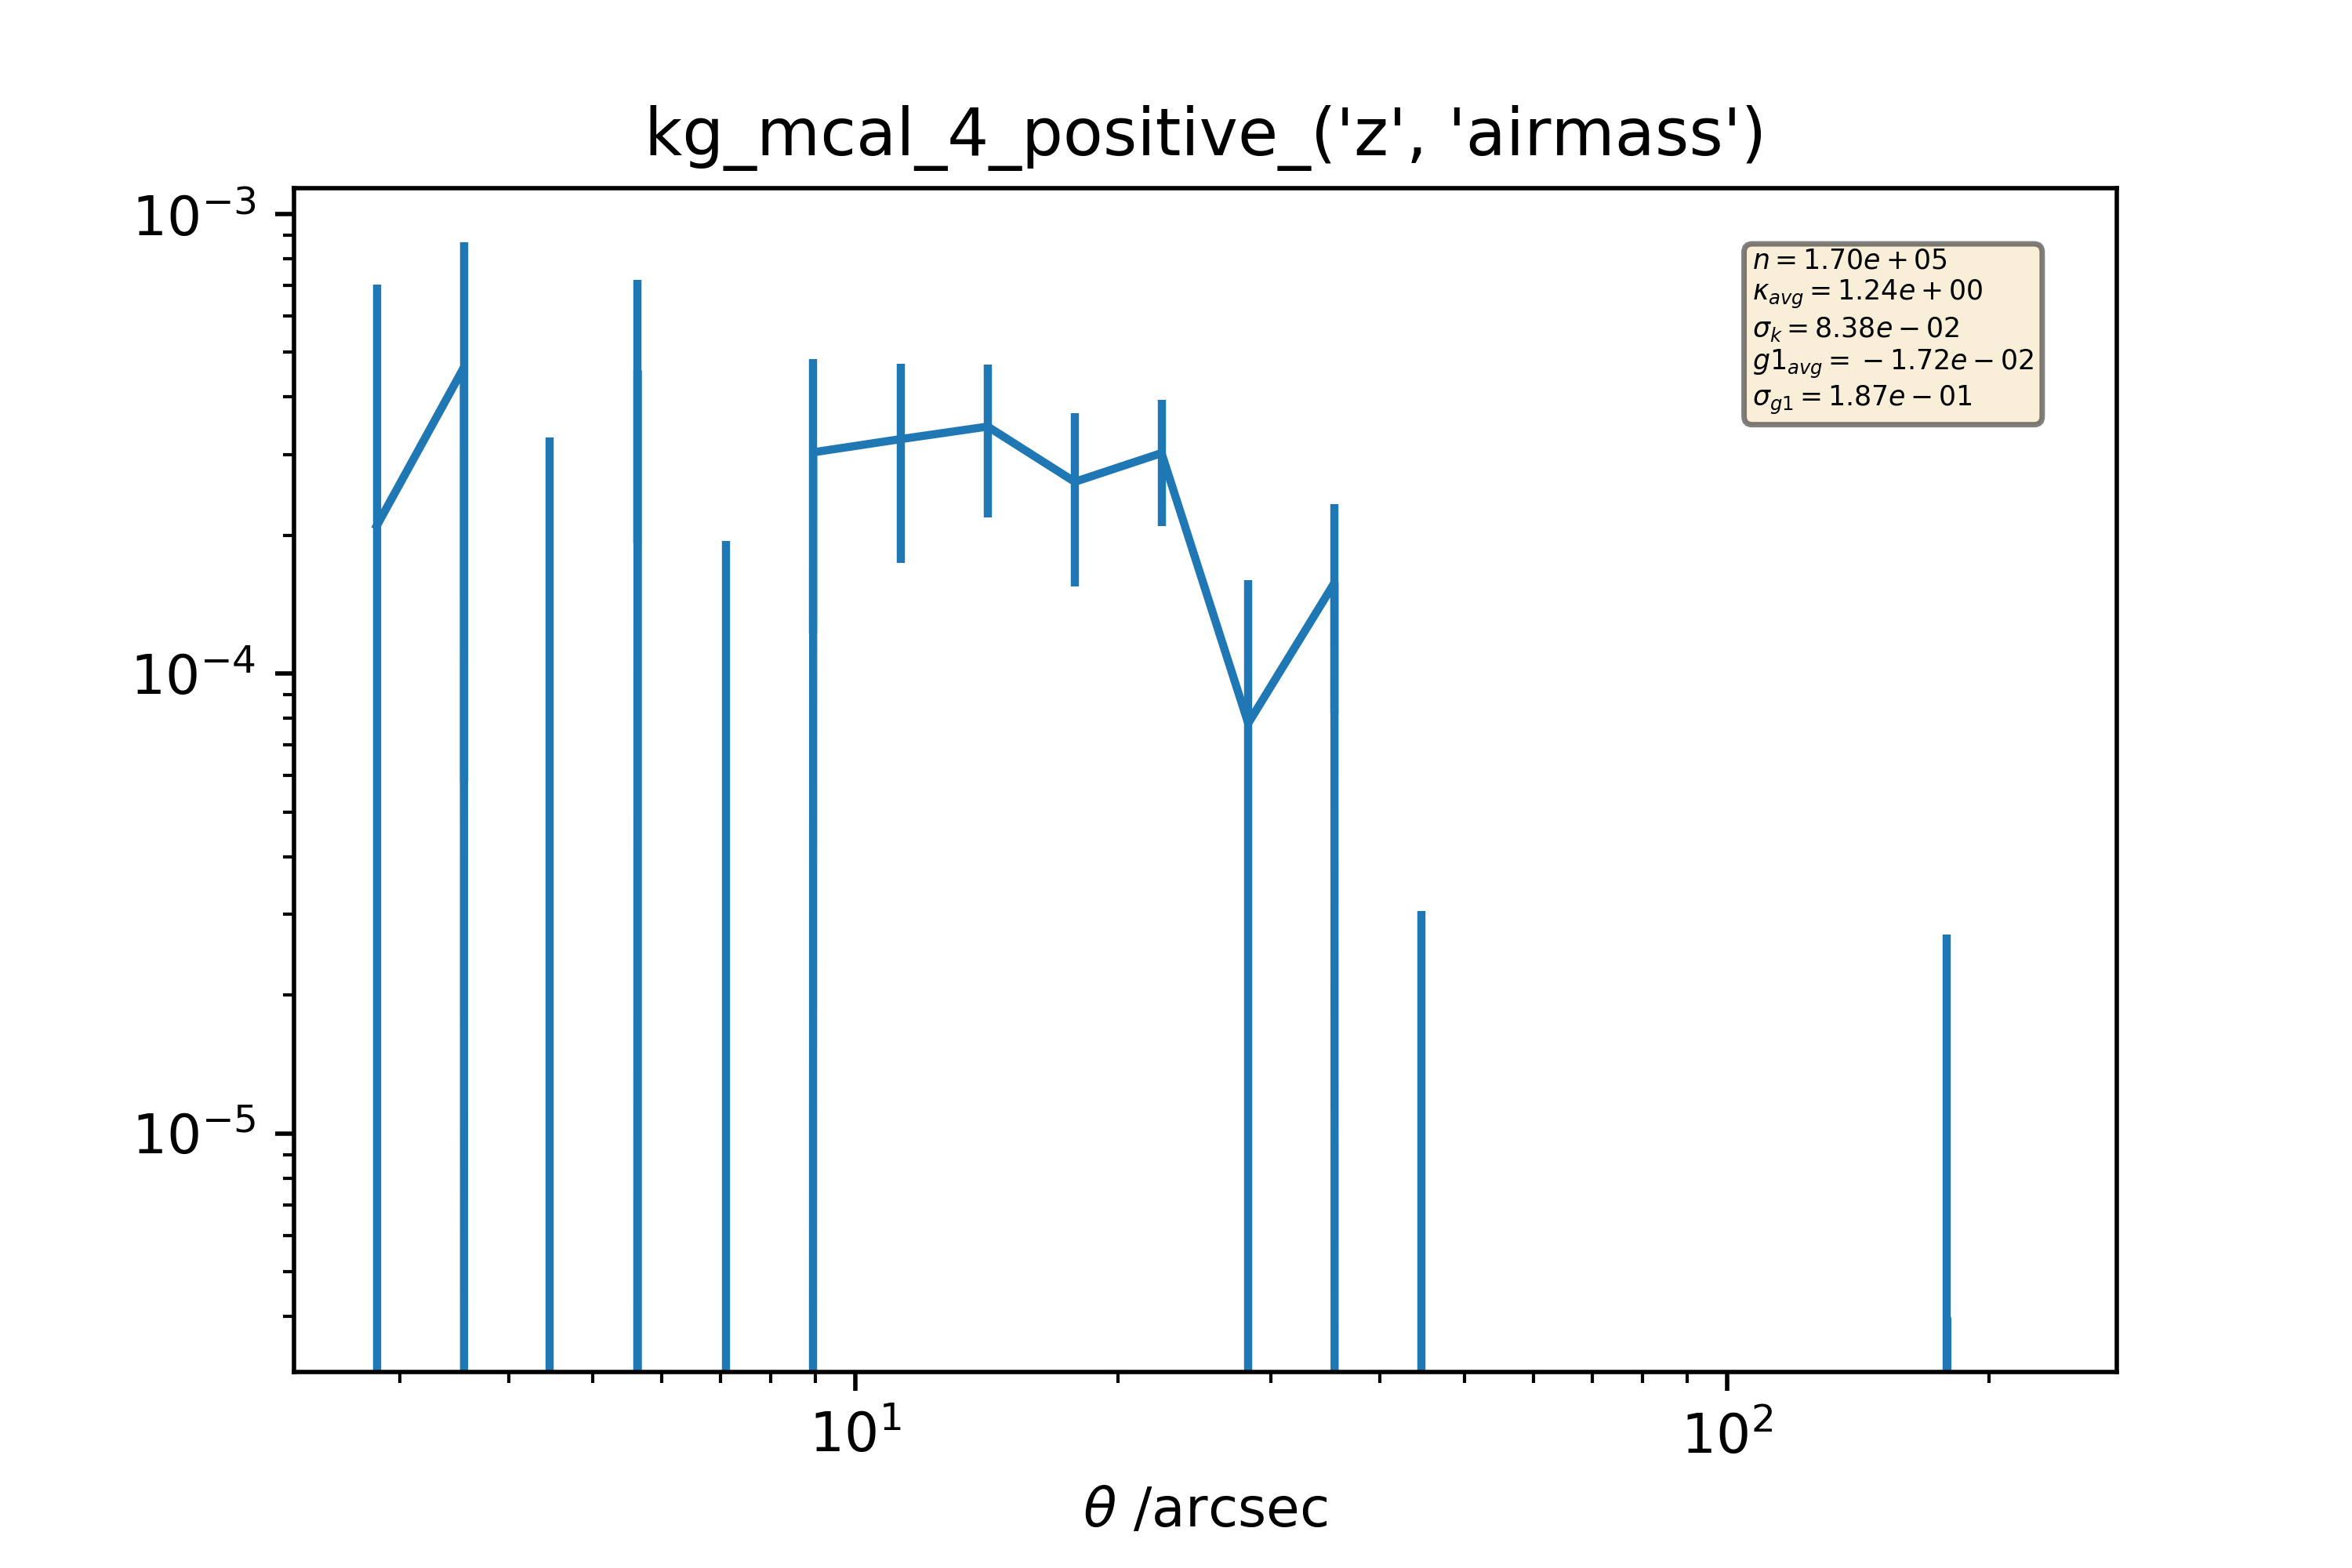 kg_mcal_4_positive_('z', 'airmass')
10⁻³
n = 1.70e + 05
κ_avg = 1.24e + 00
σ_k = 8.38e − 02
g1_avg = − 1.72e − 02
σ_g1 = 1.87e − 01
10⁻⁴
10⁻⁵
10¹ 10²
θ /arcsec